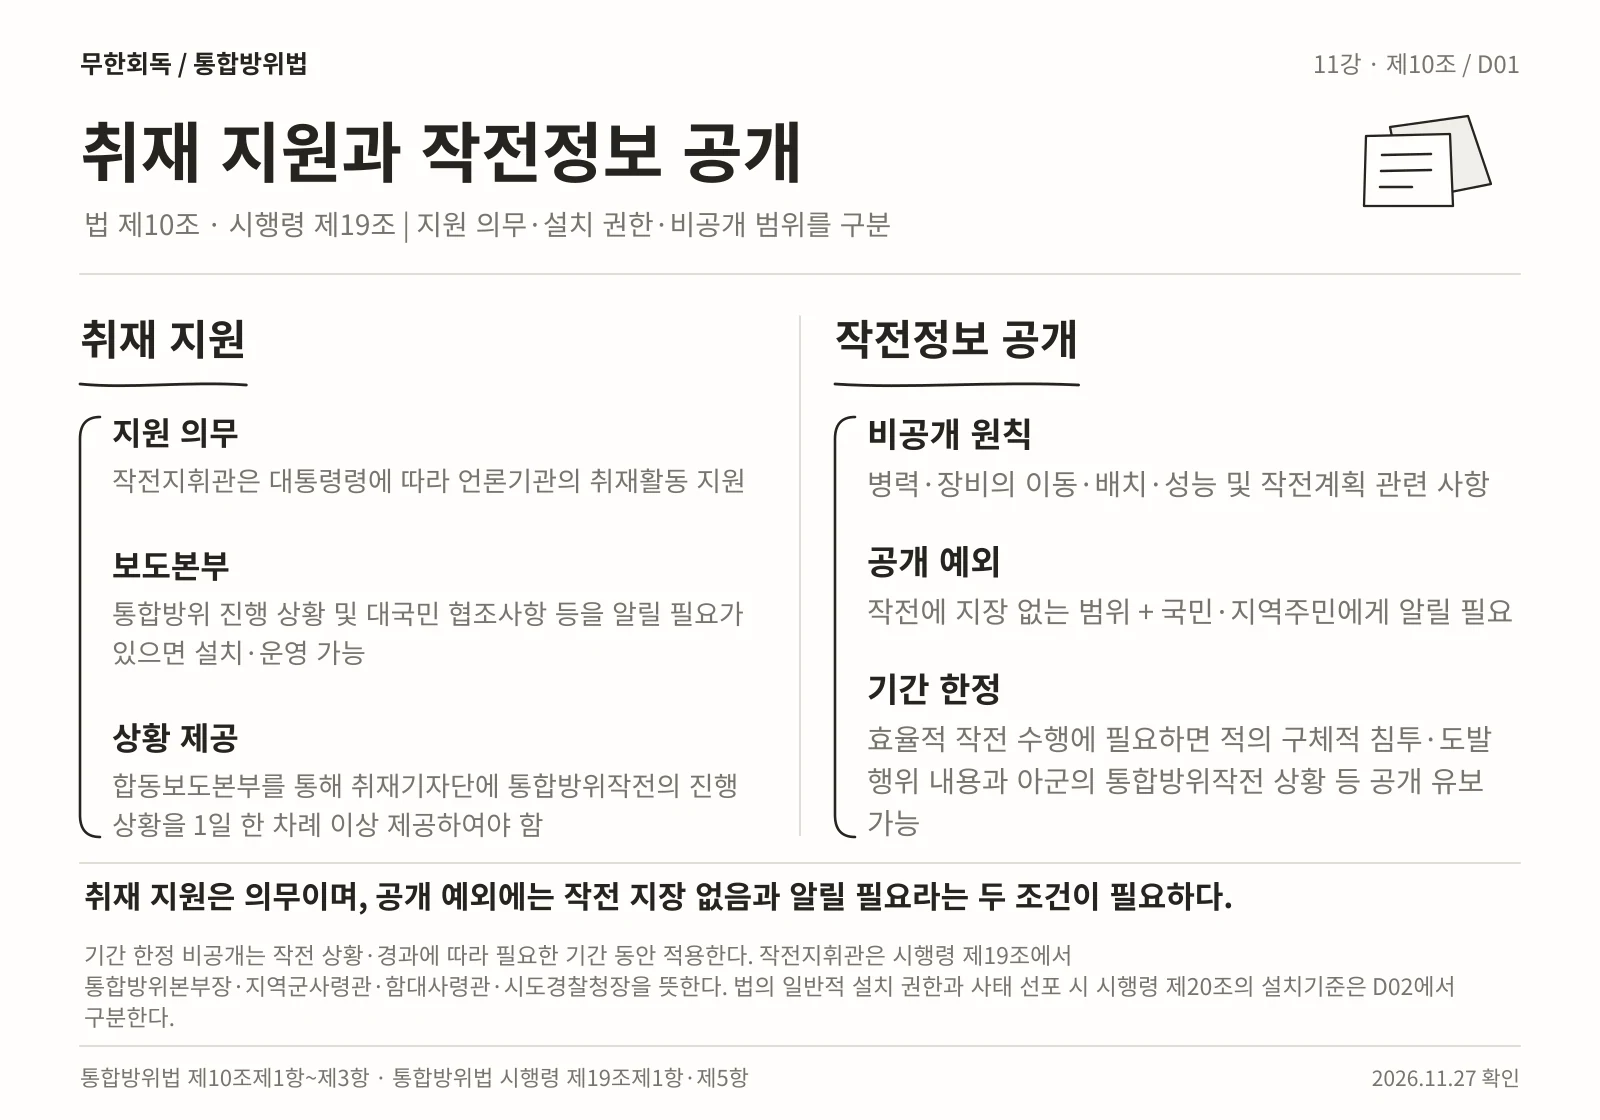 무한회독 / 통합방위법
11강 · 제10조 / D01
취재 지원과 작전정보 공개
법 제10조 · 시행령 제19조 | 지원 의무·설치 권한·비공개 범위를 구분
취재 지원
지원 의무
작전지휘관은 대통령령에 따라 언론기관의 취재활동 지원
보도본부
통합방위 진행 상황 및 대국민 협조사항 등을 알릴 필요가
있으면 설치·운영 가능
상황 제공
합동보도본부를 통해 취재기자단에 통합방위작전의 진행
상황을 1일 한 차례 이상 제공하여야 함
작전정보 공개
비공개 원칙
병력·장비의 이동·배치·성능 및 작전계획 관련 사항
공개 예외
작전에 지장 없는 범위 + 국민·지역주민에게 알릴 필요
기간 한정
효율적 작전 수행에 필요하면 적의 구체적 침투·도발
행위 내용과 아군의 통합방위작전 상황 등 공개 유보
가능
취재 지원은 의무이며, 공개 예외에는 작전 지장 없음과 알릴 필요라는 두 조건이 필요하다.
기간 한정 비공개는 작전 상황·경과에 따라 필요한 기간 동안 적용한다. 작전지휘관은 시행령 제19조에서
통합방위본부장·지역군사령관·함대사령관·시도경찰청장을 뜻한다. 법의 일반적 설치 권한과 사태 선포 시 시행령 제20조의 설치기준은 D02에서
구분한다.
통합방위법 제10조제1항~제3항 · 통합방위법 시행령 제19조제1항·제5항
2026.11.27 확인